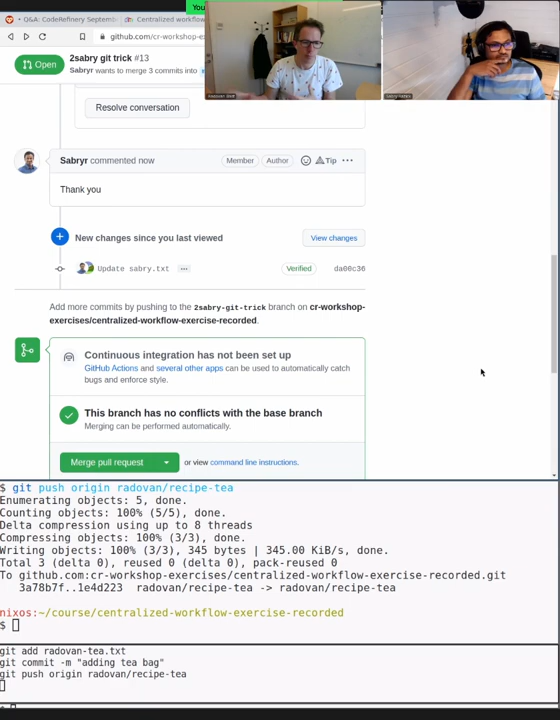 You
Q&A: CodeRefinery Septem
Centralized workflow
github.com/cr-workshop-e
Open
2sabry git trick #13
Sabryr wants to merge 3 commits into
Resolve conversation
Sabryr commented now
Member
Author
Tip
Thank you
New changes since you last viewed
View changes
Update sabry.txt
Verified
da00c36
Add more commits by pushing to the 2sabry-git-trick branch on cr-workshop-
exercises/centralized-workflow-exercise-recorded.
Continuous integration has not been set up
GitHub Actions and several other apps can be used to automatically catch
bugs and enforce style.
This branch has no conflicts with the base branch
Merging can be performed automatically.
Merge pull request
or view command line instructions.
$ git push origin radovan/recipe-tea
Enumerating objects: 5, done.
Counting objects: 100% (5/5), done.
Delta compression using up to 8 threads
Compressing objects: 100% (3/3), done.
Writing objects: 100% (3/3), 345 bytes | 345.00 KiB/s, done.
Total 3 (delta 0), reused 0 (delta 0), pack-reused 0
To github.com:cr-workshop-exercises/centralized-workflow-exercise-recorded.git
3a78b7f..1e4d223 radovan/recipe-tea -> radovan/recipe-tea
nixos:~/course/centralized-workflow-exercise-recorded
$
git add radovan-tea.txt
git commit -m "adding tea bag"
git push origin radovan/recipe-tea